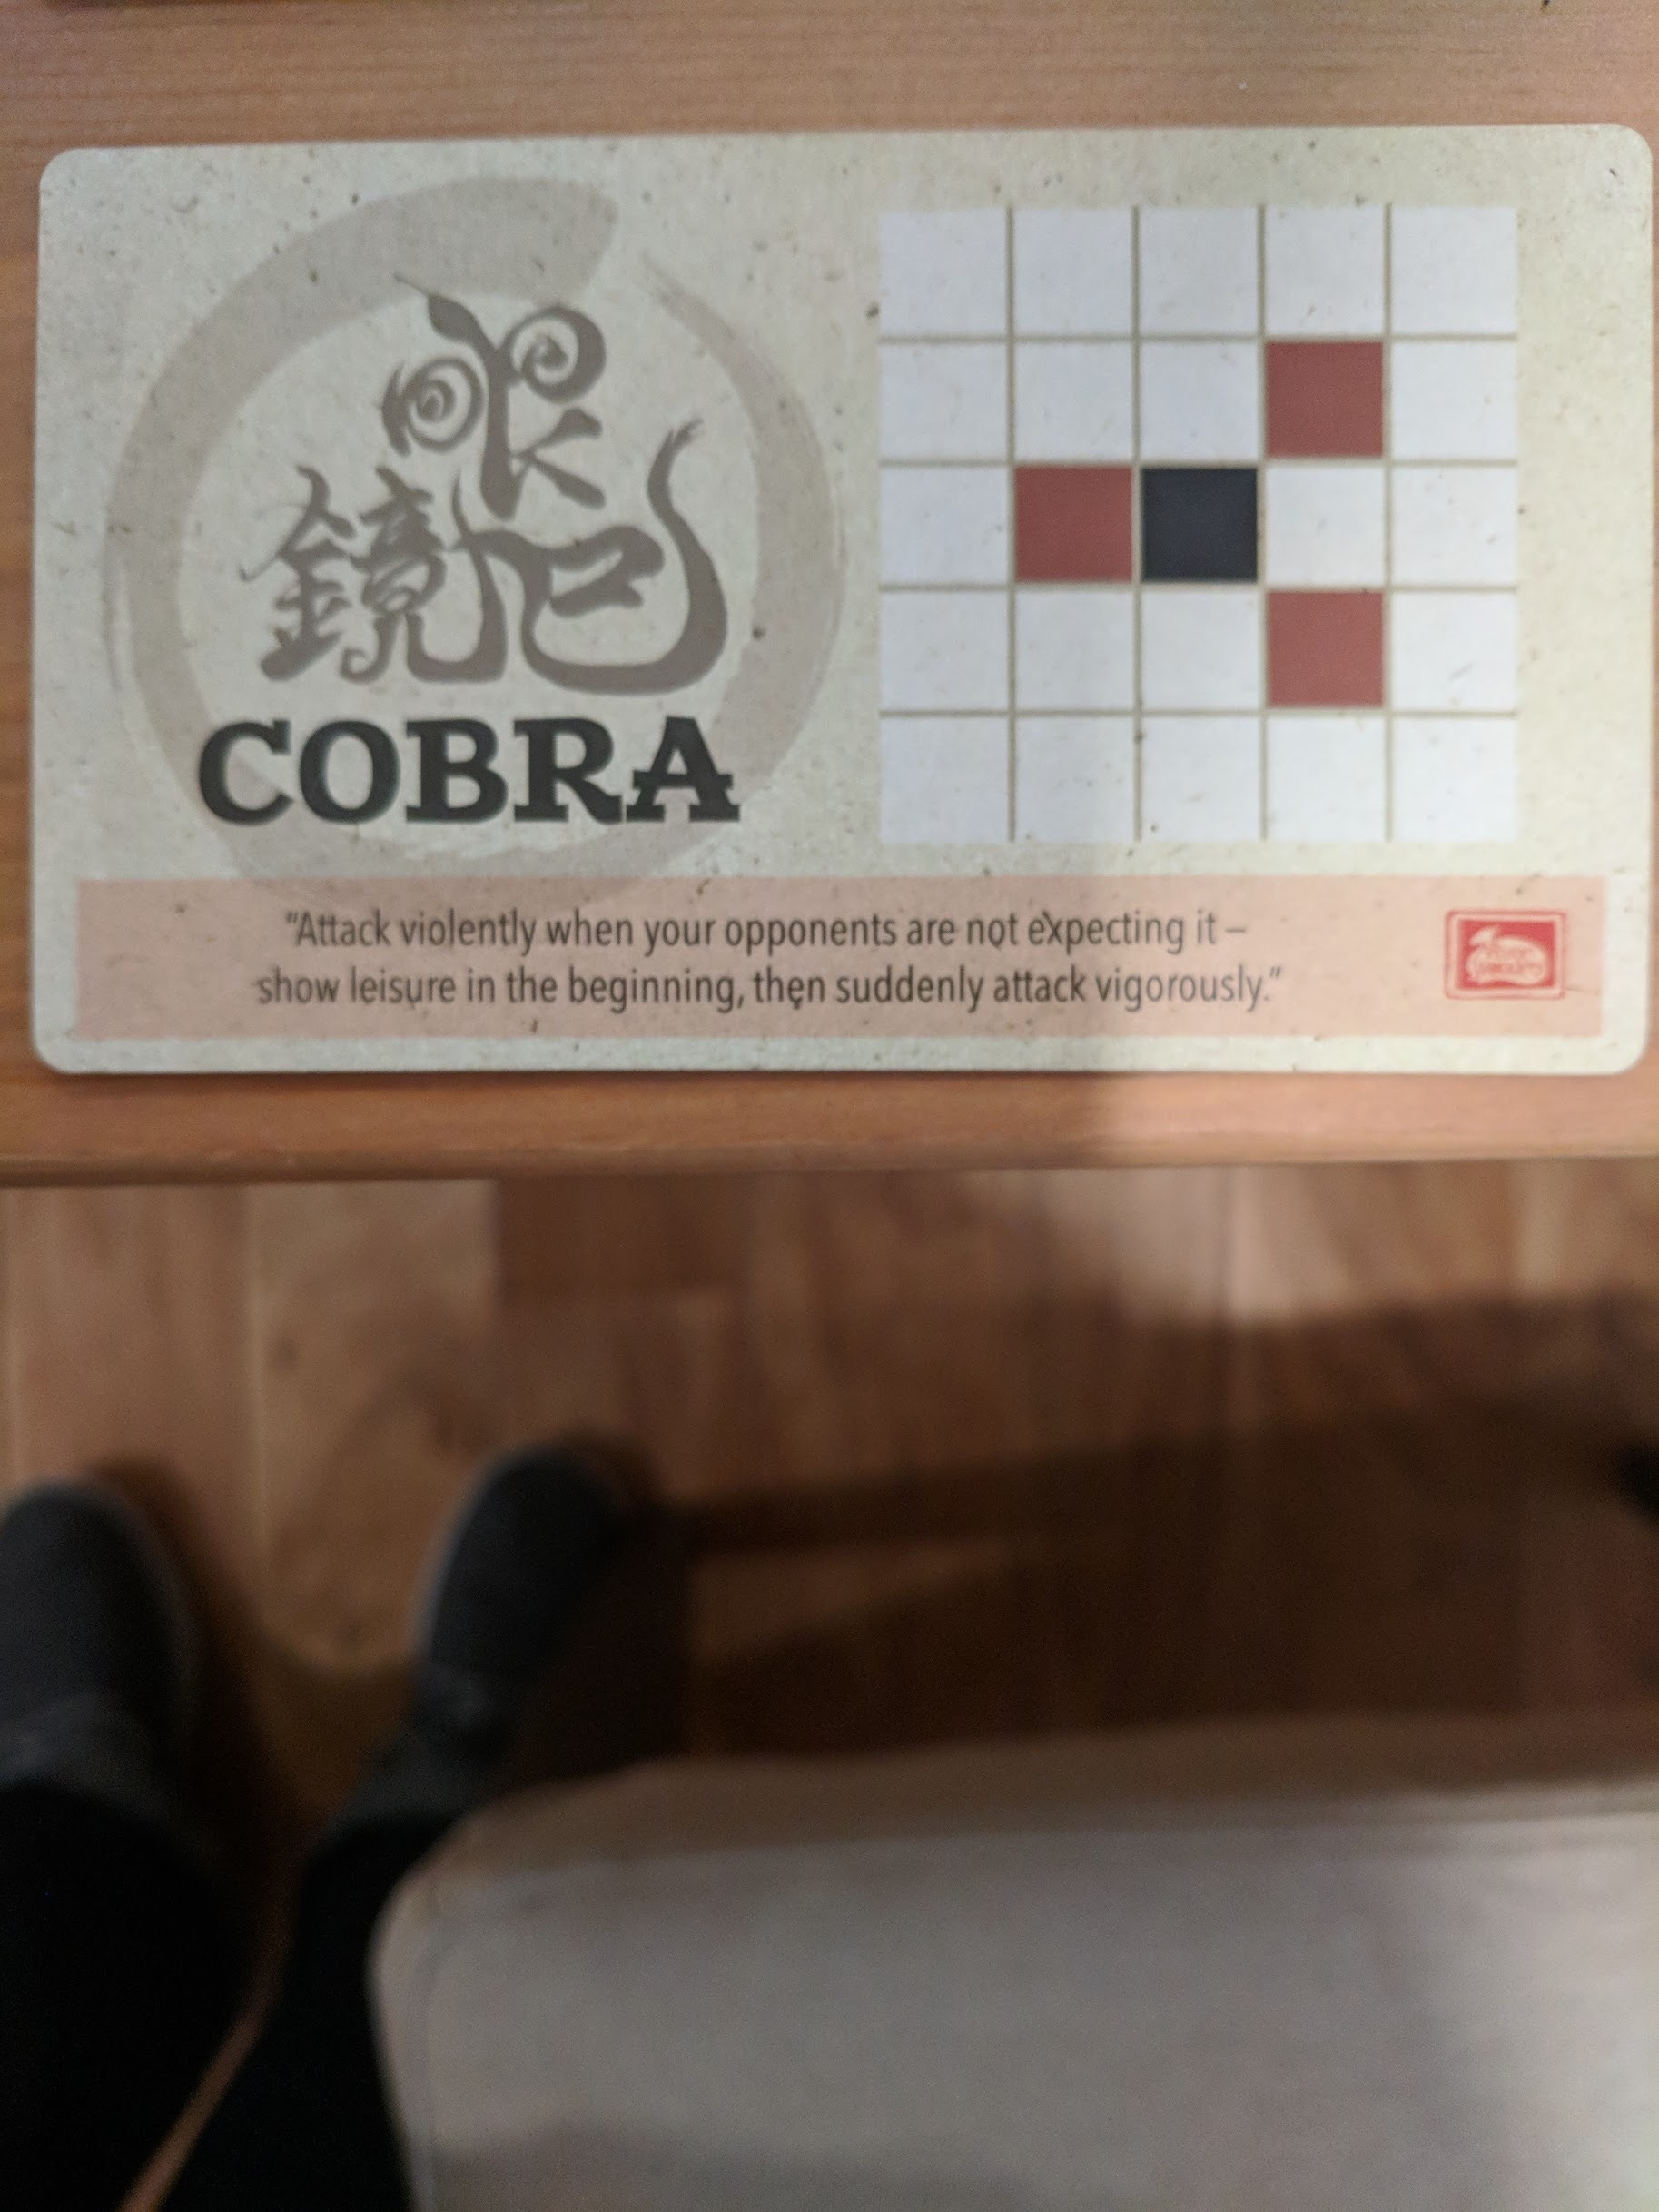 眼
鏡蛇
COBRA
“Attack violently when your opponents are not expecting it –
show leisure in the beginning, then suddenly attack vigorously.”